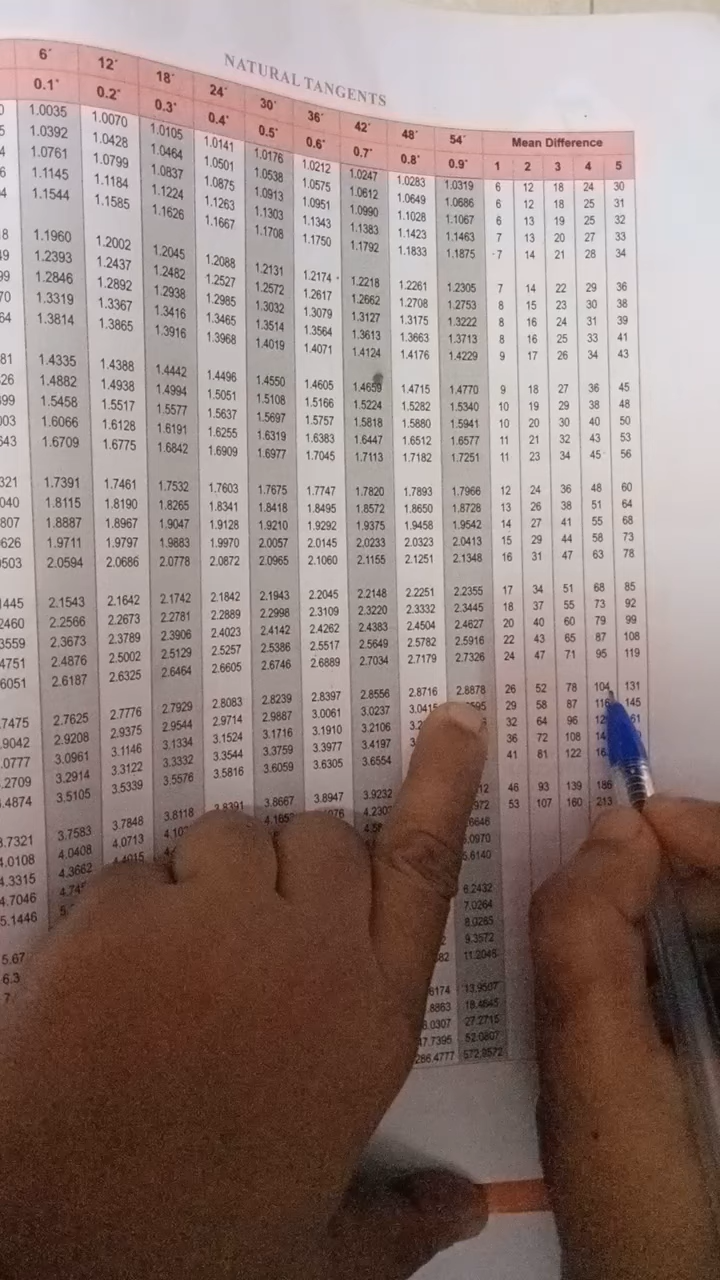 NATURAL TANGENTS
6´ 12´ 18´ 24´ 30´ 36´ 42´ 48´ 54´ Mean Difference
0.1° 0.2° 0.3° 0.4° 0.5° 0.6° 0.7° 0.8° 0.9° 1 2 3 4 5
0 1.0035 1.0070 1.0105 1.0141 1.0176 1.0212 1.0247 1.0283 1.0319 6 12 18 24 30
5 1.0392 1.0428 1.0464 1.0501 1.0538 1.0575 1.0612 1.0649 1.0686 6 12 18 25 31
4 1.0761 1.0799 1.0837 1.0875 1.0913 1.0951 1.0990 1.1028 1.1067 6 13 19 25 32
6 1.1145 1.1184 1.1224 1.1263 1.1303 1.1343 1.1383 1.1423 1.1463 7 13 20 27 33
4 1.1544 1.1585 1.1626 1.1667 1.1708 1.1750 1.1792 1.1833 1.1875 7 14 21 28 34
8 1.1960 1.2002 1.2045 1.2088 1.2131 1.2174 1.2218 1.2261 1.2305 7 14 22 29 36
49 1.2393 1.2437 1.2482 1.2527 1.2572 1.2617 1.2662 1.2708 1.2753 8 15 23 30 38
99 1.2846 1.2892 1.2938 1.2985 1.3032 1.3079 1.3127 1.3175 1.3222 8 16 24 31 39
70 1.3319 1.3367 1.3416 1.3465 1.3514 1.3564 1.3613 1.3663 1.3713 8 16 25 33 41
64 1.3814 1.3865 1.3916 1.3968 1.4019 1.4071 1.4124 1.4176 1.4229 9 17 26 34 43
81 1.4335 1.4388 1.4442 1.4496 1.4550 1.4605 1.4659 1.4715 1.4770 9 18 27 36 45
26 1.4882 1.4938 1.4994 1.5051 1.5108 1.5166 1.5224 1.5282 1.5340 10 19 29 38 48
399 1.5458 1.5517 1.5577 1.5637 1.5697 1.5757 1.5818 1.5880 1.5941 10 20 30 40 50
003 1.6066 1.6128 1.6191 1.6255 1.6319 1.6383 1.6447 1.6512 1.6577 11 21 32 43 53
643 1.6709 1.6775 1.6842 1.6909 1.6977 1.7045 1.7113 1.7182 1.7251 11 23 34 45 56
321 1.7391 1.7461 1.7532 1.7603 1.7675 1.7747 1.7820 1.7893 1.7966 12 24 36 48 60
040 1.8115 1.8190 1.8265 1.8341 1.8418 1.8495 1.8572 1.8650 1.8728 13 26 38 51 64
807 1.8887 1.8967 1.9047 1.9128 1.9210 1.9292 1.9375 1.9458 1.9542 14 27 41 55 68
626 1.9711 1.9797 1.9883 1.9970 2.0057 2.0145 2.0233 2.0323 2.0413 15 29 44 58 73
0503 2.0594 2.0686 2.0778 2.0872 2.0965 2.1060 2.1155 2.1251 2.1348 16 31 47 63 78
1445 2.1543 2.1642 2.1742 2.1842 2.1943 2.2045 2.2148 2.2251 2.2355 17 34 51 68 85
2460 2.2566 2.2673 2.2781 2.2889 2.2998 2.3109 2.3220 2.3332 2.3445 18 37 55 73 92
3559 2.3673 2.3789 2.3906 2.4023 2.4142 2.4262 2.4383 2.4504 2.4627 20 40 60 79 99
4751 2.4876 2.5002 2.5129 2.5257 2.5386 2.5517 2.5649 2.5782 2.5916 22 43 65 87 108
6051 2.6187 2.6325 2.6464 2.6605 2.6746 2.6889 2.7034 2.7179 2.7326 24 47 71 95 119
.7475 2.7625 2.7776 2.7929 2.8083 2.8239 2.8397 2.8556 2.8716 2.8878 26 52 78 104 131
.9042 2.9208 2.9375 2.9544 2.9714 2.9887 3.0061 3.0237 3.0415 29 58 87 116 145
.0777 3.0961 3.1146 3.1334 3.1524 3.1716 3.1910 3.2106 32 64 96
.2709 3.2914 3.3122 3.3332 3.3544 3.3759 3.3977 3.4197 36 72 108
.4874 3.5105 3.5339 3.5576 3.5816 3.6059 3.6305 3.6554 41 81 122
3.7321 3.7583 3.7848 3.8118 3.8391 3.8667 3.8947 3.9232 46 93 139 186
4.0108 4.0408 4.0713 53 107 160 213
4.3315 4.3662
4.7046
5.1446
5.67
6.3
7
6.2432
7.0264
8.0285
9.3572
11.2048
6174 13.9507
.8863 18.4645
27.2715
47.7395 52.0807
286.4777 572.9572